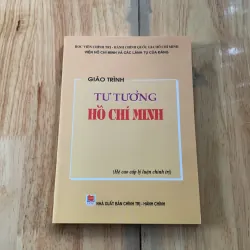 HỌC VIỆN CHÍNH TRỊ - HÀNH CHÍNH QUỐC GIA HỒ CHÍ MINH
VIỆN HỒ CHÍ MINH VÀ CÁC LÃNH TỤ CỦA ĐẢNG
GIÁO TRÌNH
TƯ TƯỞNG
HỒ CHÍ MINH
(Hệ cao cấp lý luận chính trị)
NHÀ XUẤT BẢN CHÍNH TRỊ - HÀNH CHÍNH